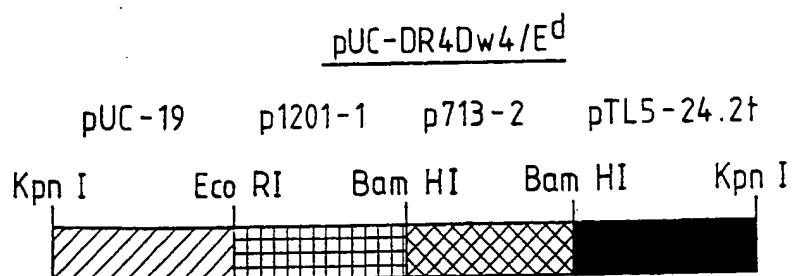 pUC-DR4Dw4/Eᵈ
pUC-19 p1201-1 p713-2 pTL5-24.2t
Kpn I Eco RI Bam HI Bam HI Kpn I